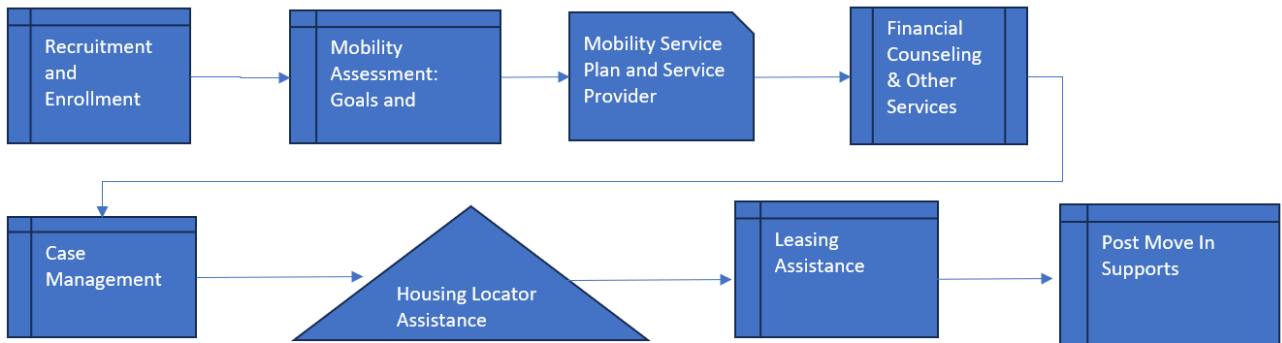 Recruitment
and
Enrollment
Mobility
Assessment:
Goals and
Mobility Service
Plan and Service
Provider
Financial
Counseling
& Other
Services
Case
Management
Housing Locator
Assistance
Leasing
Assistance
Post Move In
Supports